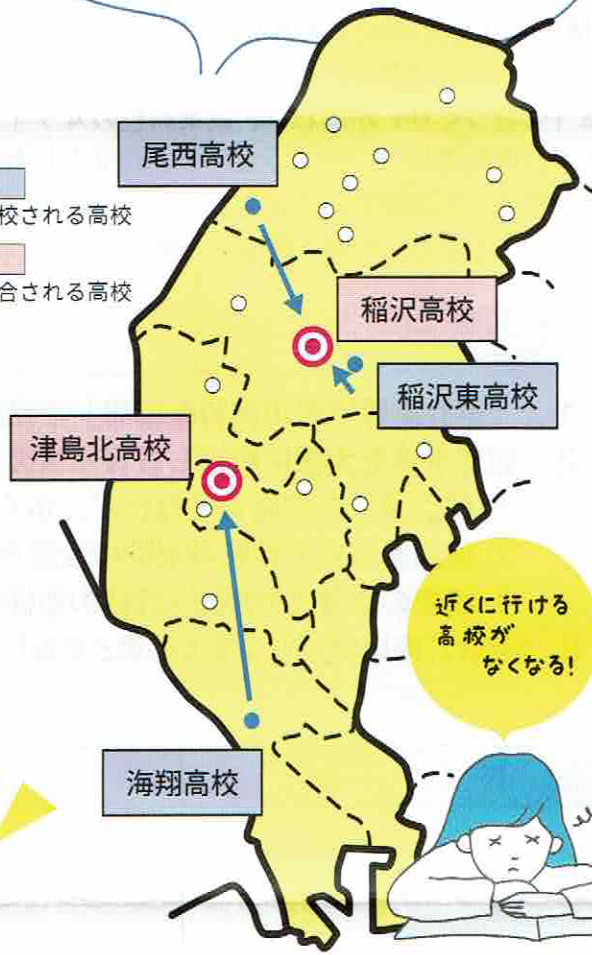 尾西高校
校される高校
合される高校
稲沢高校
稲沢東高校
津島北高校
近くに行ける
高校が
なくなる!
海翔高校